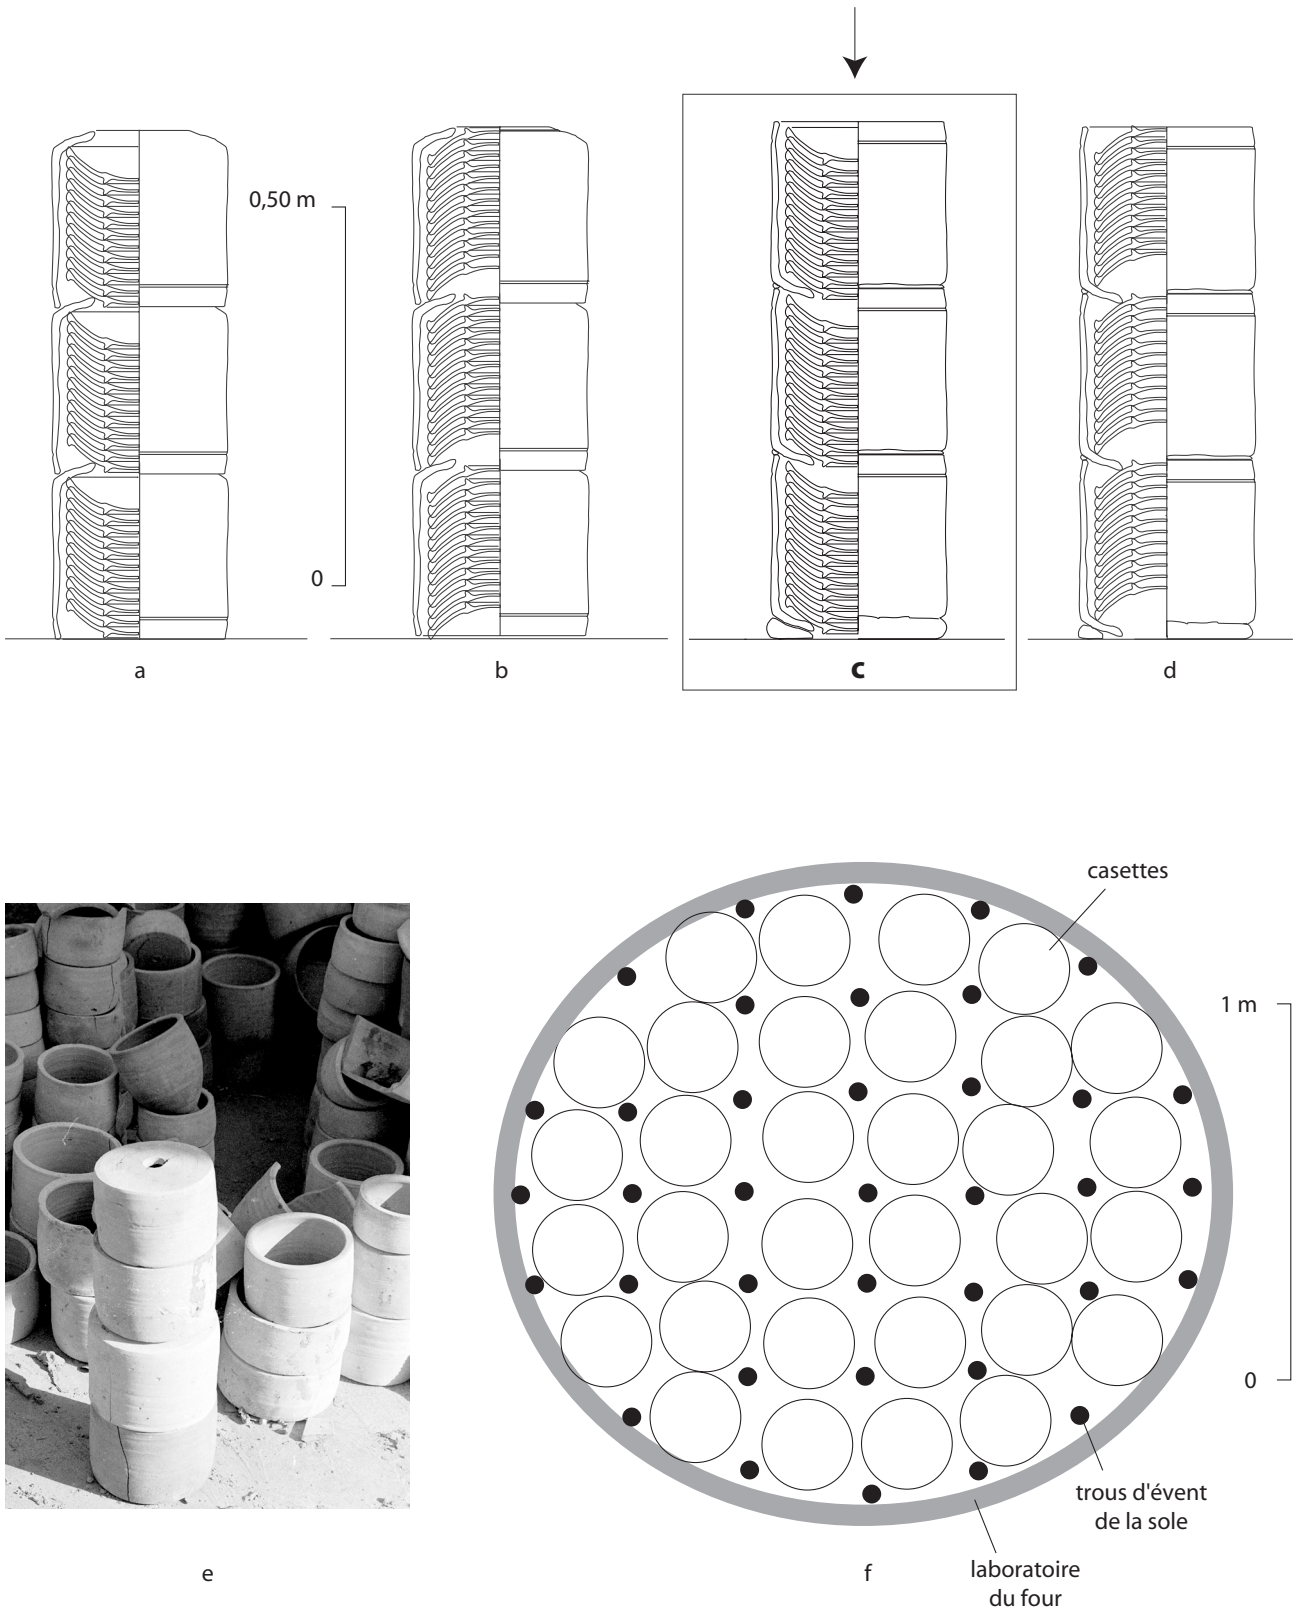 0,50 m
0
a
b
c
d
casettes
1 m
0
trous d'évent
de la sole
laboratoire
du four
e
f